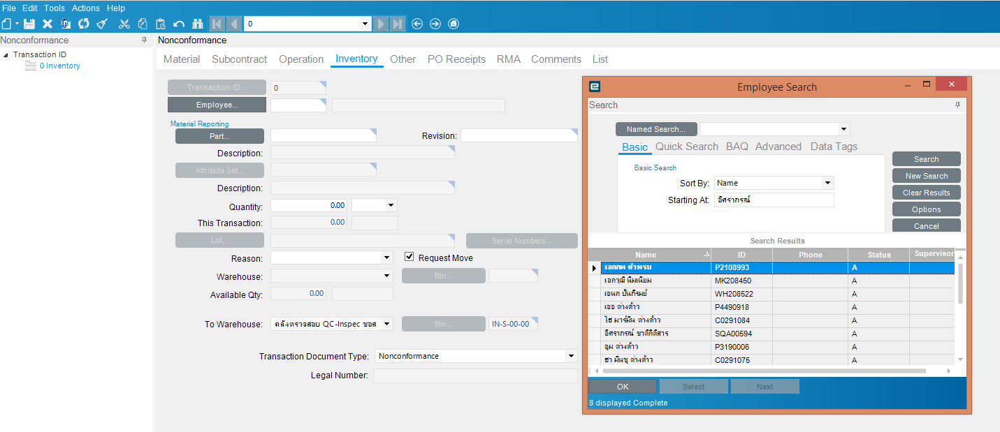 File Edit Tools Actions Help
0
Nonconformance
Nonconformance
Transaction ID
0 Inventory
Material Subcontract Operation Inventory Other PO Receipts RMA Comments List
Transaction ID... 0
Employee...
Material Reporting
Part... Revision:
Description:
Attribute Set...
Description:
Quantity: 0.00
This Transaction: 0.00
Lot... Serial Numbers...
Reason: Request Move
Warehouse: Bin...
Available Qty: 0.00
To Warehouse: คลังตรวจสอบ QC-Inspec ชอส Bin... IN-S-00-00
Transaction Document Type: Nonconformance
Legal Number:
Employee Search
Search
Named Search...
Basic Quick Search BAQ Advanced Data Tags
Basic Search
Sort By: Name
Starting At: อิศราภรณ์
Search
New Search
Clear Results
Options
Cancel
Search Results
Name ID Phone Status Supervisor
เอกภพ คำพรบ P2108993 A
เอกวุฒิ นิ่มเนียม MK208450 A
เอนก ปั่นภิรมย์ WH208522 A
เออ ต่างด้าว P4490918 A
โฮ มาร์มิน ต่างด้าว C0291084 A
อิศราภรณ์ ชาติกิติสาร SQA00594 A
อุม ต่างด้าว P3190006 A
ฮา มินซุ ต่างด้าว C0291075 A
OK Select Next
8 displayed Complete